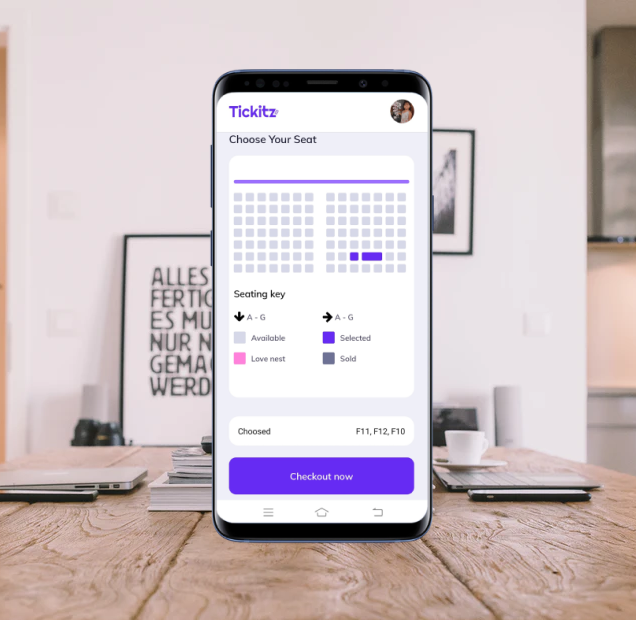 Tickitz
Choose Your Seat
Seating key
A - G
A - G
Available
Selected
Love nest
Sold
Choosed
F11, F12, F10
Checkout now
ALLES
FERTIG
ES MU
NUR N
GEMA
WERD